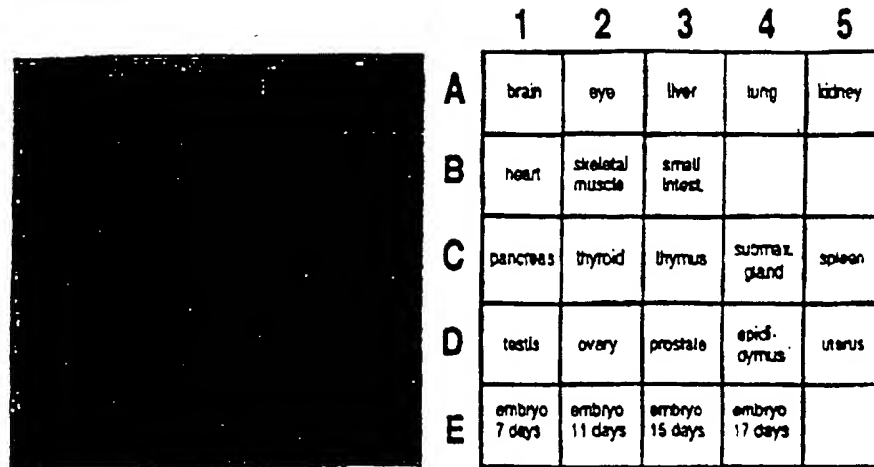 1 2 3 4 5
A brain eye liver lung kidney
B heart skeletal muscle small intest.
C pancreas thyroid thymus submax. gland spleen
D testis ovary prostate epidi- dymus uterus
E embryo 7 days embryo 11 days embryo 15 days embryo 17 days